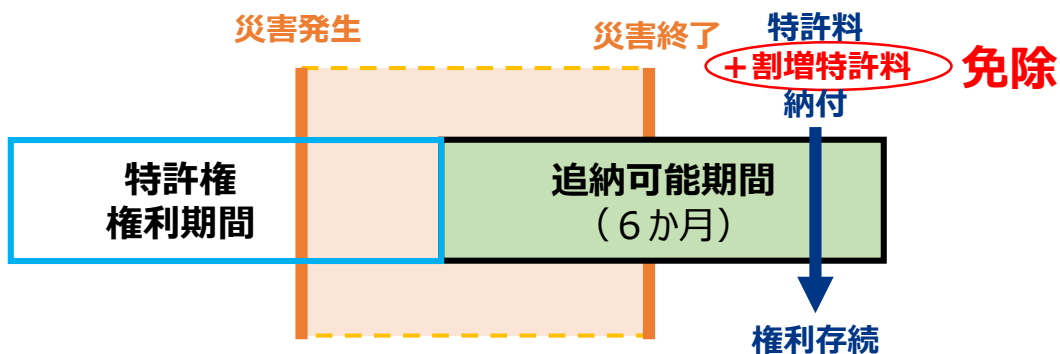 災害発生
災害終了
特許料
＋割増特許料
免除
納付
特許権
権利期間
追納可能期間
（６か月）
権利存続